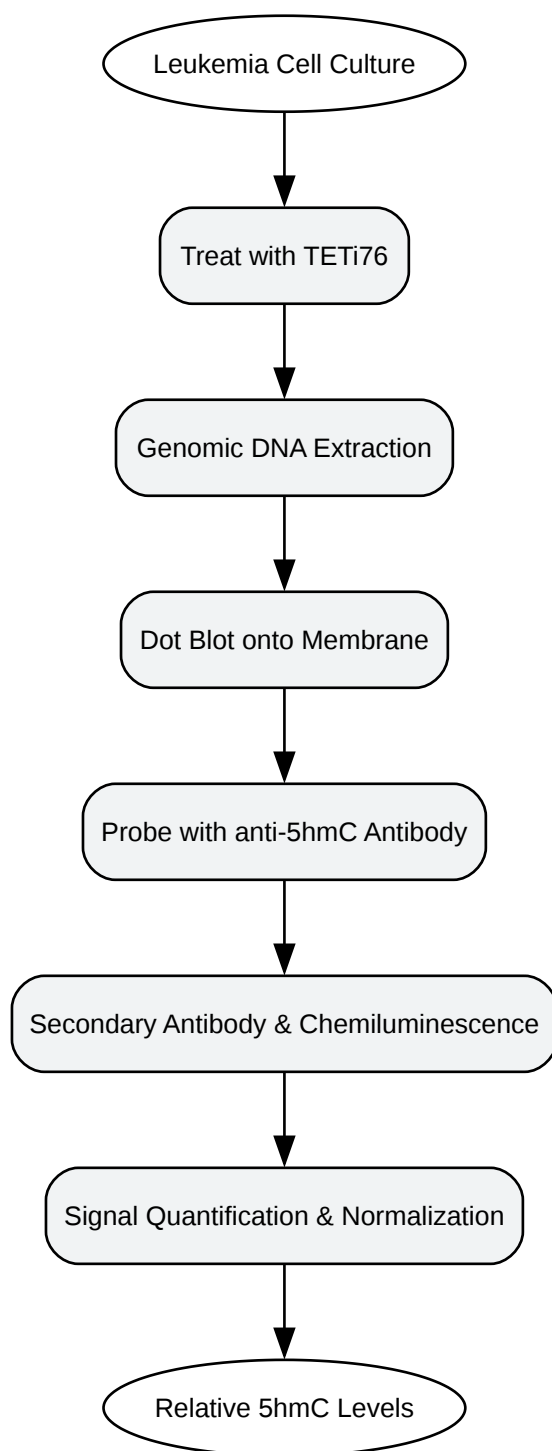 Leukemia Cell Culture
Treat with TETi76
Genomic DNA Extraction
Dot Blot onto Membrane
Probe with anti-5hmC Antibody
Secondary Antibody & Chemiluminescence
Signal Quantification & Normalization
Relative 5hmC Levels